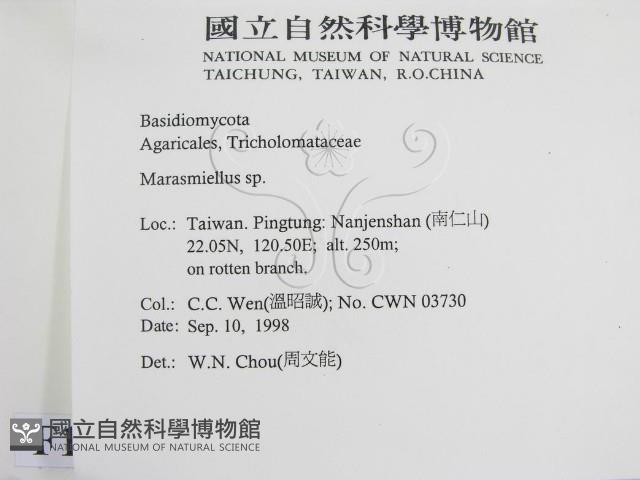 國立自然科學博物館
NATIONAL MUSEUM OF NATURAL SCIENCE
TAICHUNG, TAIWAN, R.O.CHINA
Basidiomycota
Agaricales, Tricholomataceae
Marasmiellus sp.
Loc.: Taiwan. Pingtung: Nanjenshan (南仁山)
22.05N, 120.50E; alt. 250m;
on rotten branch.
Col.: C.C. Wen(溫昭誠); No. CWN 03730
Date: Sep. 10, 1998
Det.: W.N. Chou(周文能)
國立自然科學博物館
NATIONAL MUSEUM OF NATURAL SCIENCE